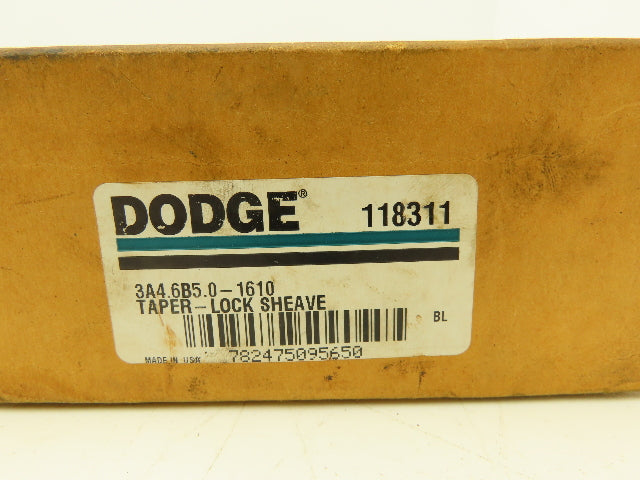 DODGE® 118311
3A4.6B5.0-1610
TAPER-LOCK SHEAVE
BL
MADE IN USA 782475095650